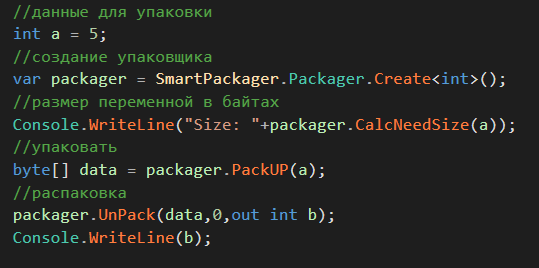 //данные для упаковки
int a = 5;
//создание упаковщика
var packager = SmartPackager.Packager.Create<int>();
//размер переменной в байтах
Console.WriteLine("Size: "+packager.CalcNeedSize(a));
//упаковать
byte[] data = packager.PackUP(a);
//распаковка
packager.UnPack(data,0,out int b);
Console.WriteLine(b);